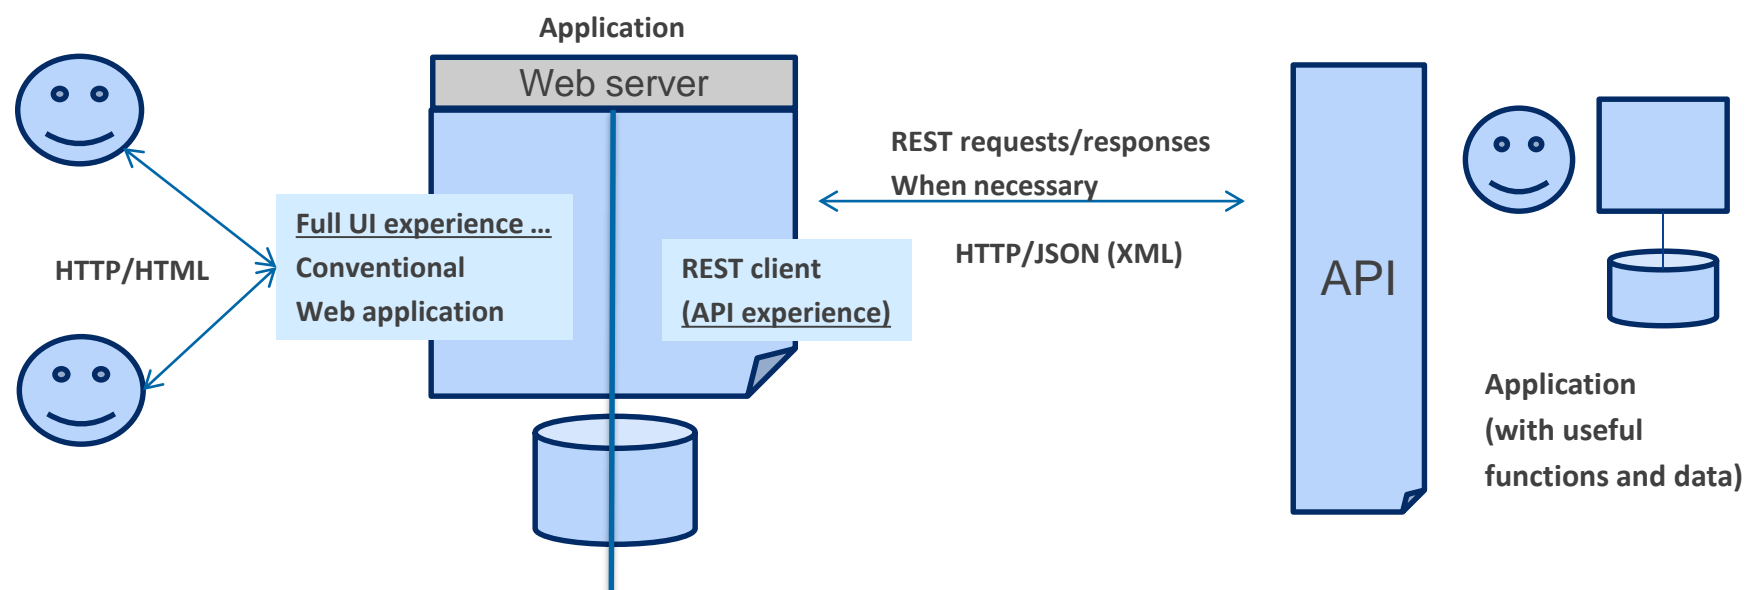 Application
Web server
REST requests/responses
When necessary
Full UI experience ...
Conventional
Web application
HTTP/HTML
REST client
(API experience)
HTTP/JSON (XML)
API
Application
(with useful
functions and data)